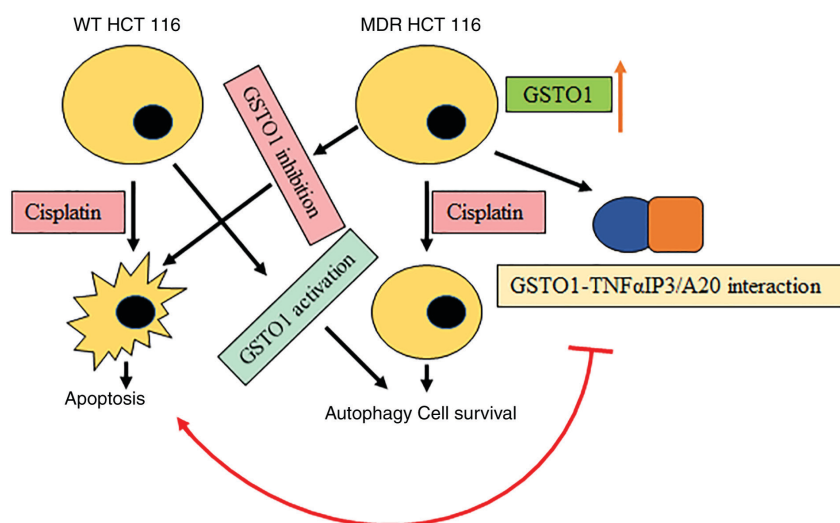 WT HCT 116
MDR HCT 116
GSTO1
GSTO1 inhibition
Cisplatin
Cisplatin
GSTO1 activation
GSTO1-TNFαIP3/A20 interaction
Apoptosis
Autophagy Cell survival